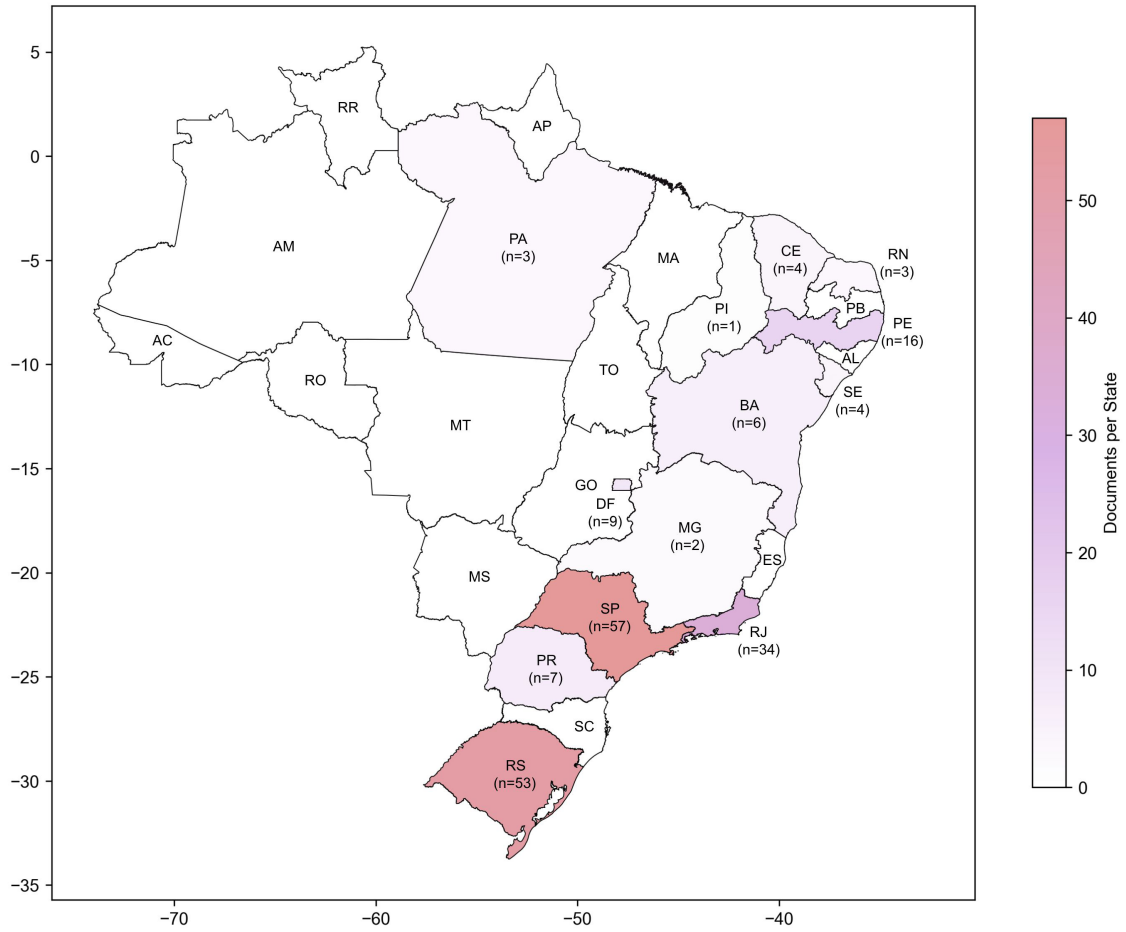 5
0
−5
−10
−15
−20
−25
−30
−35
−70
−60
−50
−40
RR
AP
AM
PA
(n=3)
MA
CE
(n=4)
RN
(n=3)
PI
(n=1)
PB
PE
(n=16)
AC
AL
RO
TO
SE
(n=4)
BA
(n=6)
MT
GO
DF
(n=9)
MG
(n=2)
ES
MS
SP
(n=57)
RJ
(n=34)
PR
(n=7)
SC
RS
(n=53)
50
40
30
20
10
0
Documents per State